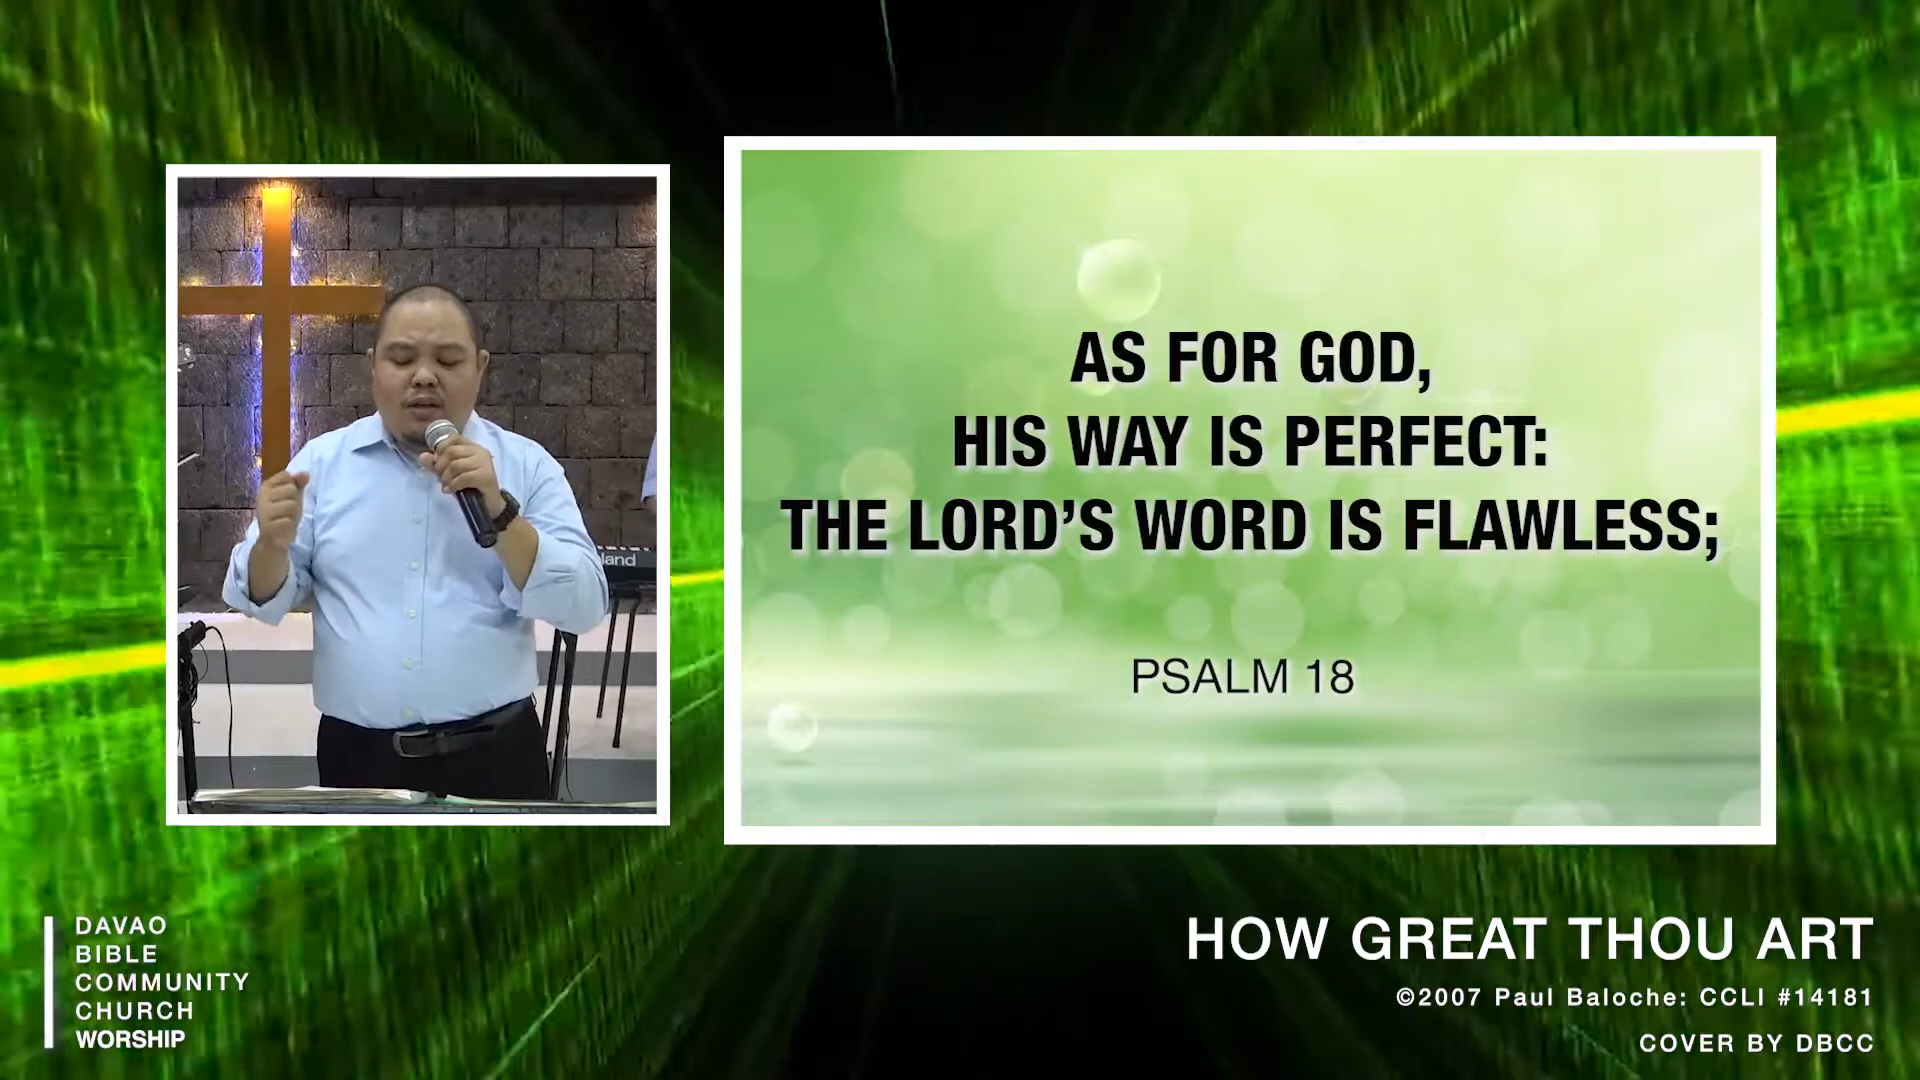 AS FOR GOD,
HIS WAY IS PERFECT:
THE LORD’S WORD IS FLAWLESS;
PSALM 18
land
DAVAO
BIBLE
COMMUNITY
CHURCH
WORSHIP
HOW GREAT THOU ART
©2007 Paul Baloche: CCLI #14181
COVER BY DBCC